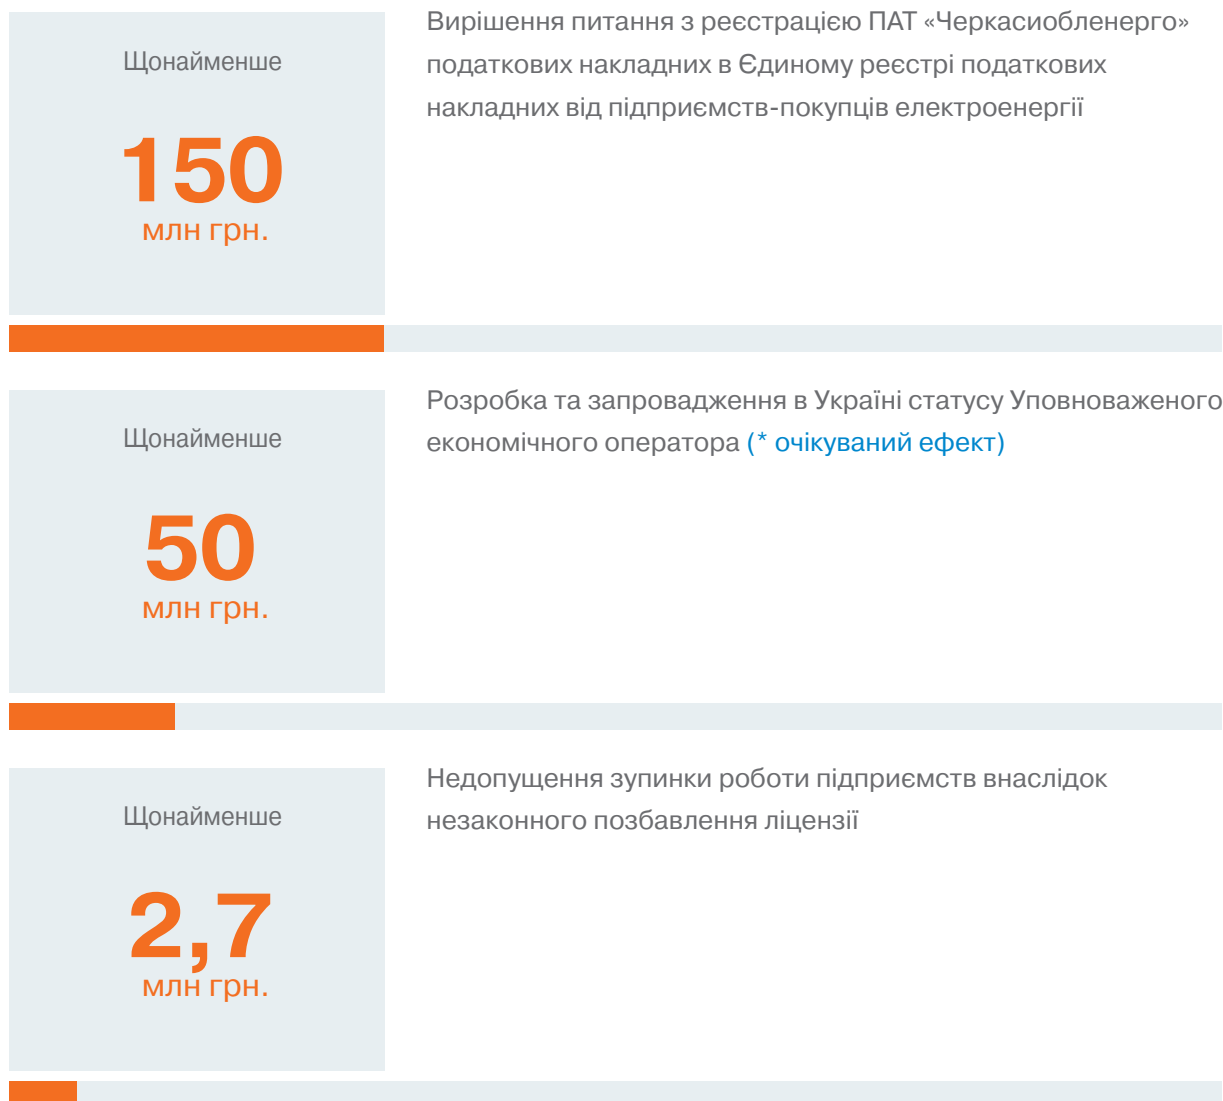 Щонайменше
150
млн грн.
Вирішення питання з реєстрацією ПАТ «Черкасиобленерго»
податкових накладних в Єдиному реєстрі податкових
накладних від підприємств-покупців електроенергії
Щонайменше
50
млн грн.
Розробка та запровадження в Україні статусу Уповноваженого
економічного оператора (* очікуваний ефект)
Щонайменше
2,7
млн грн.
Недопущення зупинки роботи підприємств внаслідок
незаконного позбавлення ліцензії